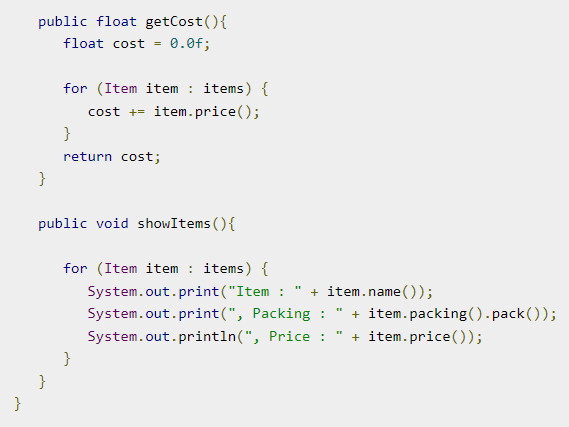 public float getCost(){
float cost = 0.0f;
for (Item item : items) {
cost += item.price();
}
return cost;
}
public void showItems(){
for (Item item : items) {
System.out.print("Item : " + item.name());
System.out.print(", Packing : " + item.packing().pack());
System.out.println(", Price : " + item.price());
}
}
}